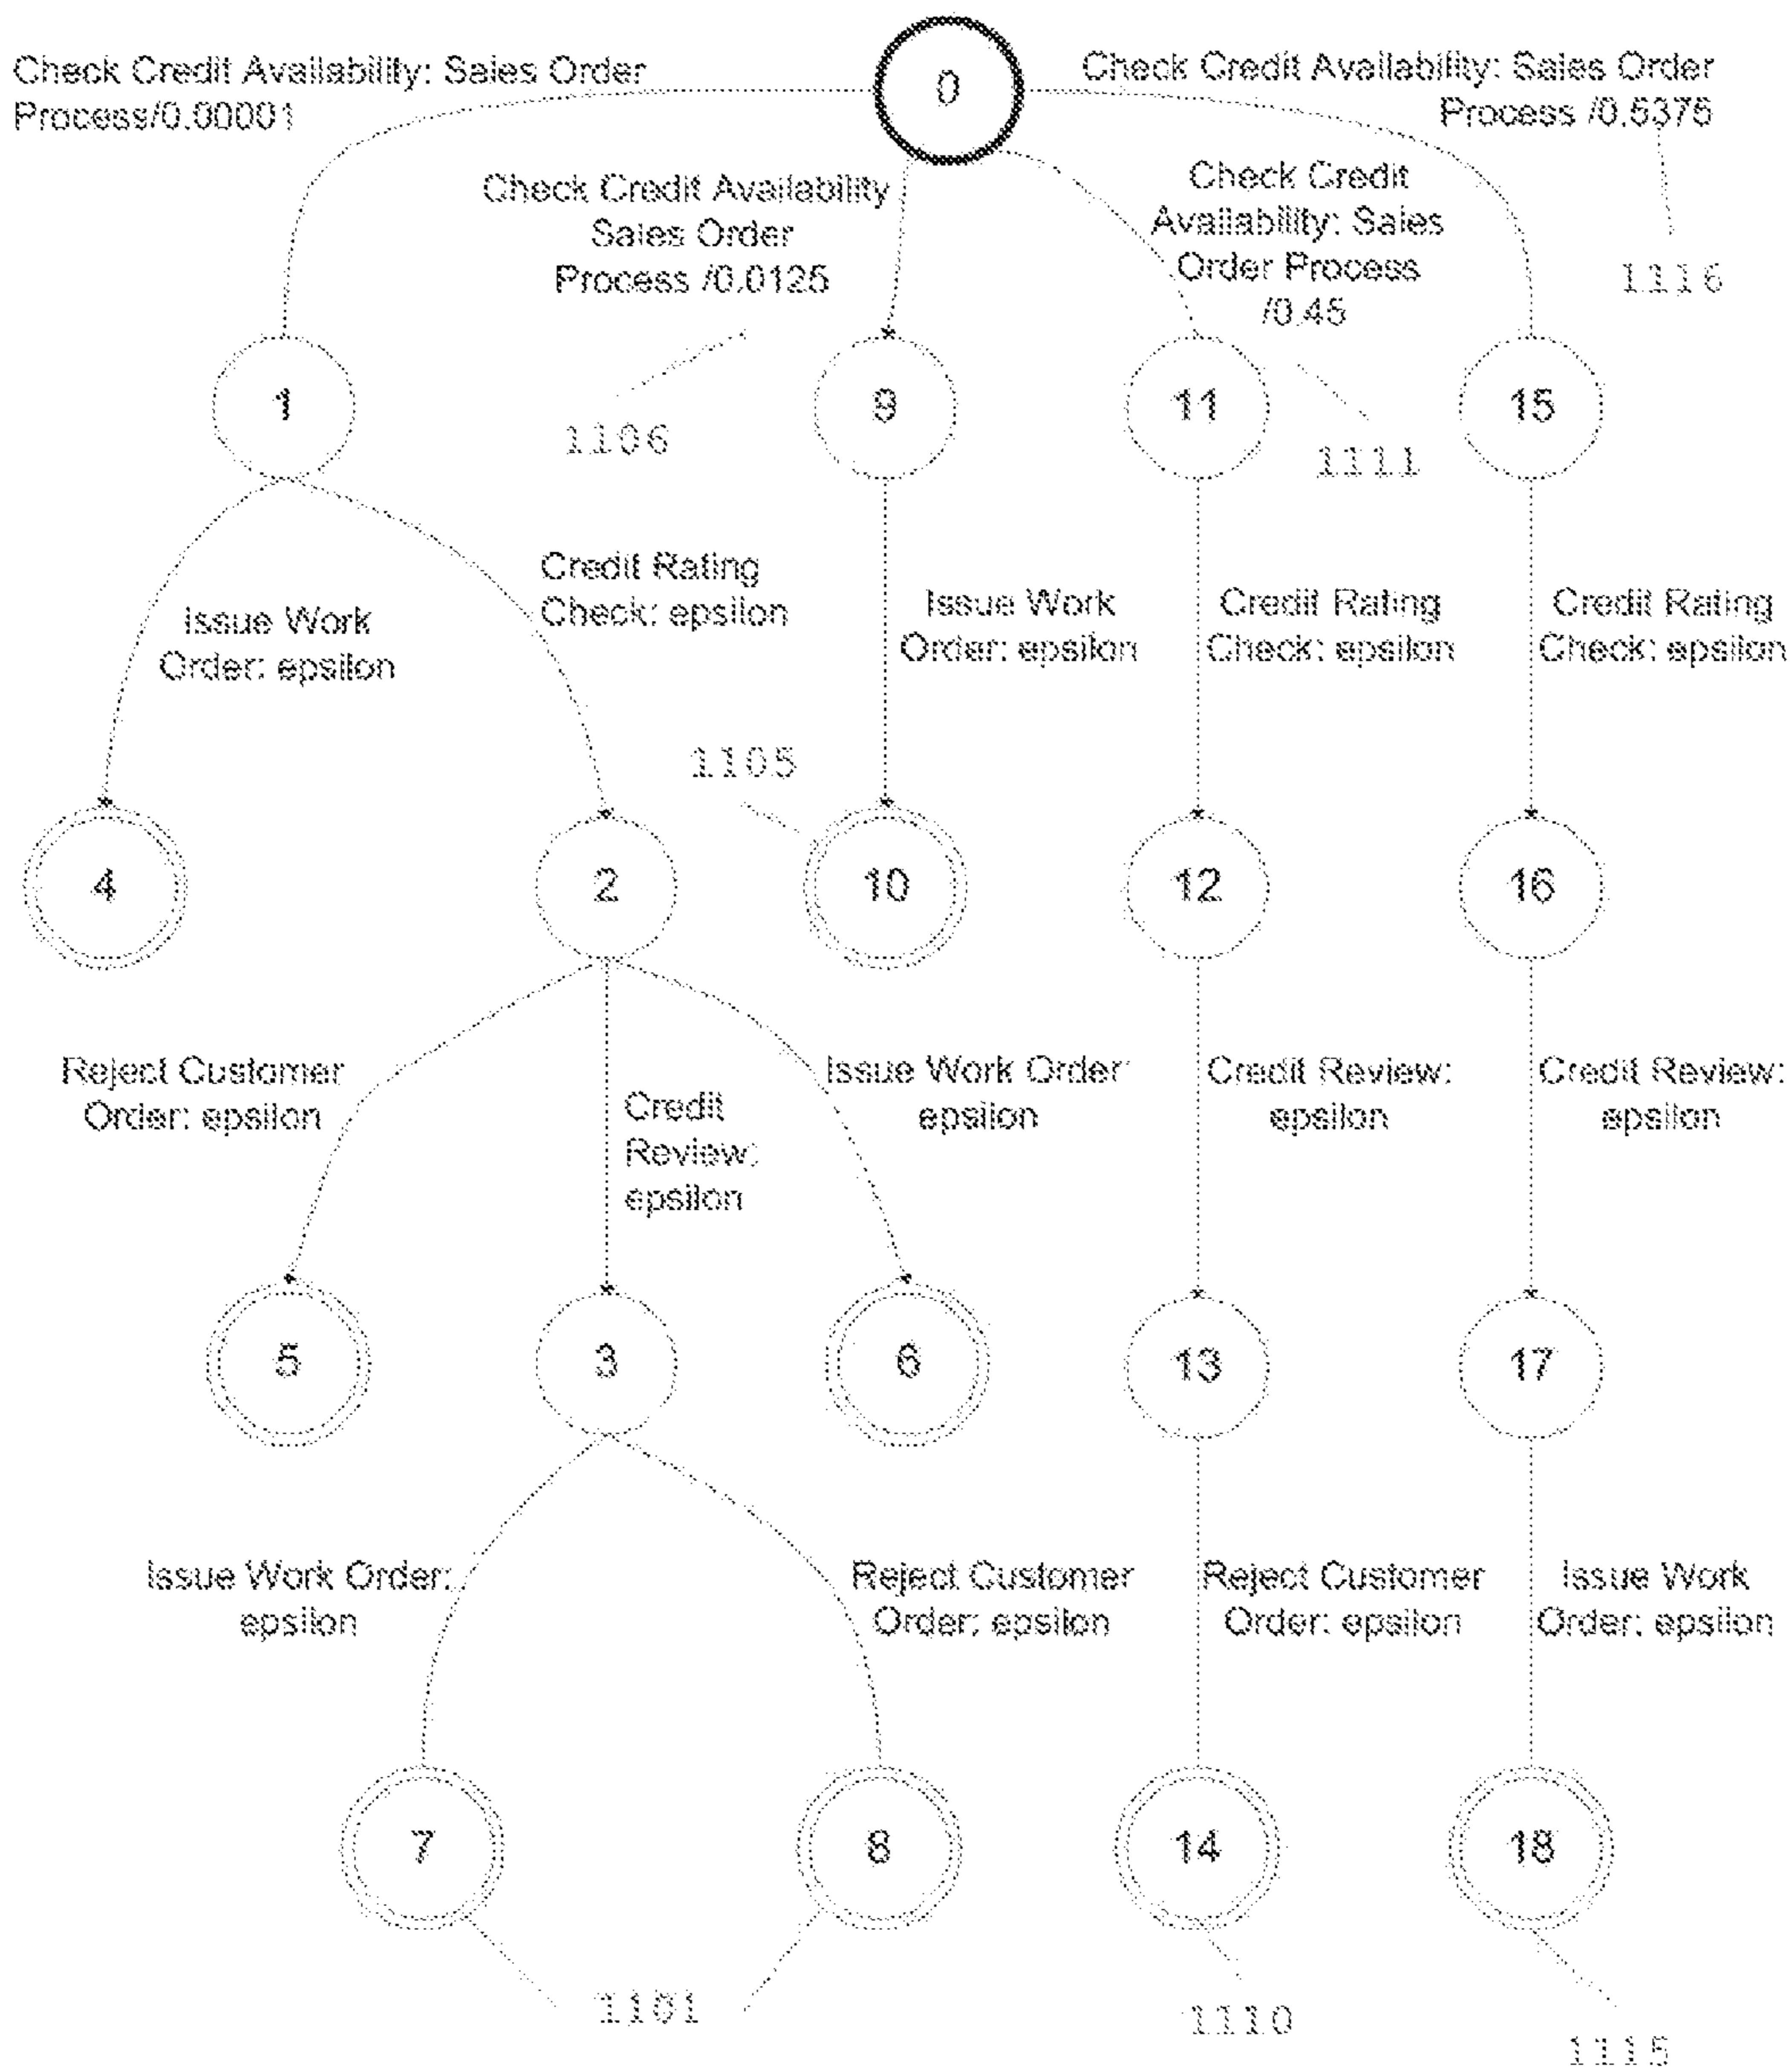 0
Check Credit Availability: Sales Order
Process/0.00001
Check Credit Availability: Sales Order
Process /0.5375
Check Credit Availability
Sales Order
Process /0.0125
Check Credit
Availability: Sales
Order Process
/0.45
1116
1
9
11
15
1106
1111
Issue Work
Order: epsilon
Credit Rating
Check: epsilon
Issue Work
Order: epsilon
Credit Rating
Check: epsilon
Credit Rating
Check: epsilon
1105
4
2
10
12
16
Reject Customer
Order: epsilon
Credit
Review:
epsilon
Issue Work Order:
epsilon
Credit Review:
epsilon
Credit Review:
epsilon
5
3
6
13
17
Issue Work Order:
epsilon
Reject Customer
Order: epsilon
Reject Customer
Order: epsilon
Issue Work
Order: epsilon
7
8
14
18
1101
1110
1115